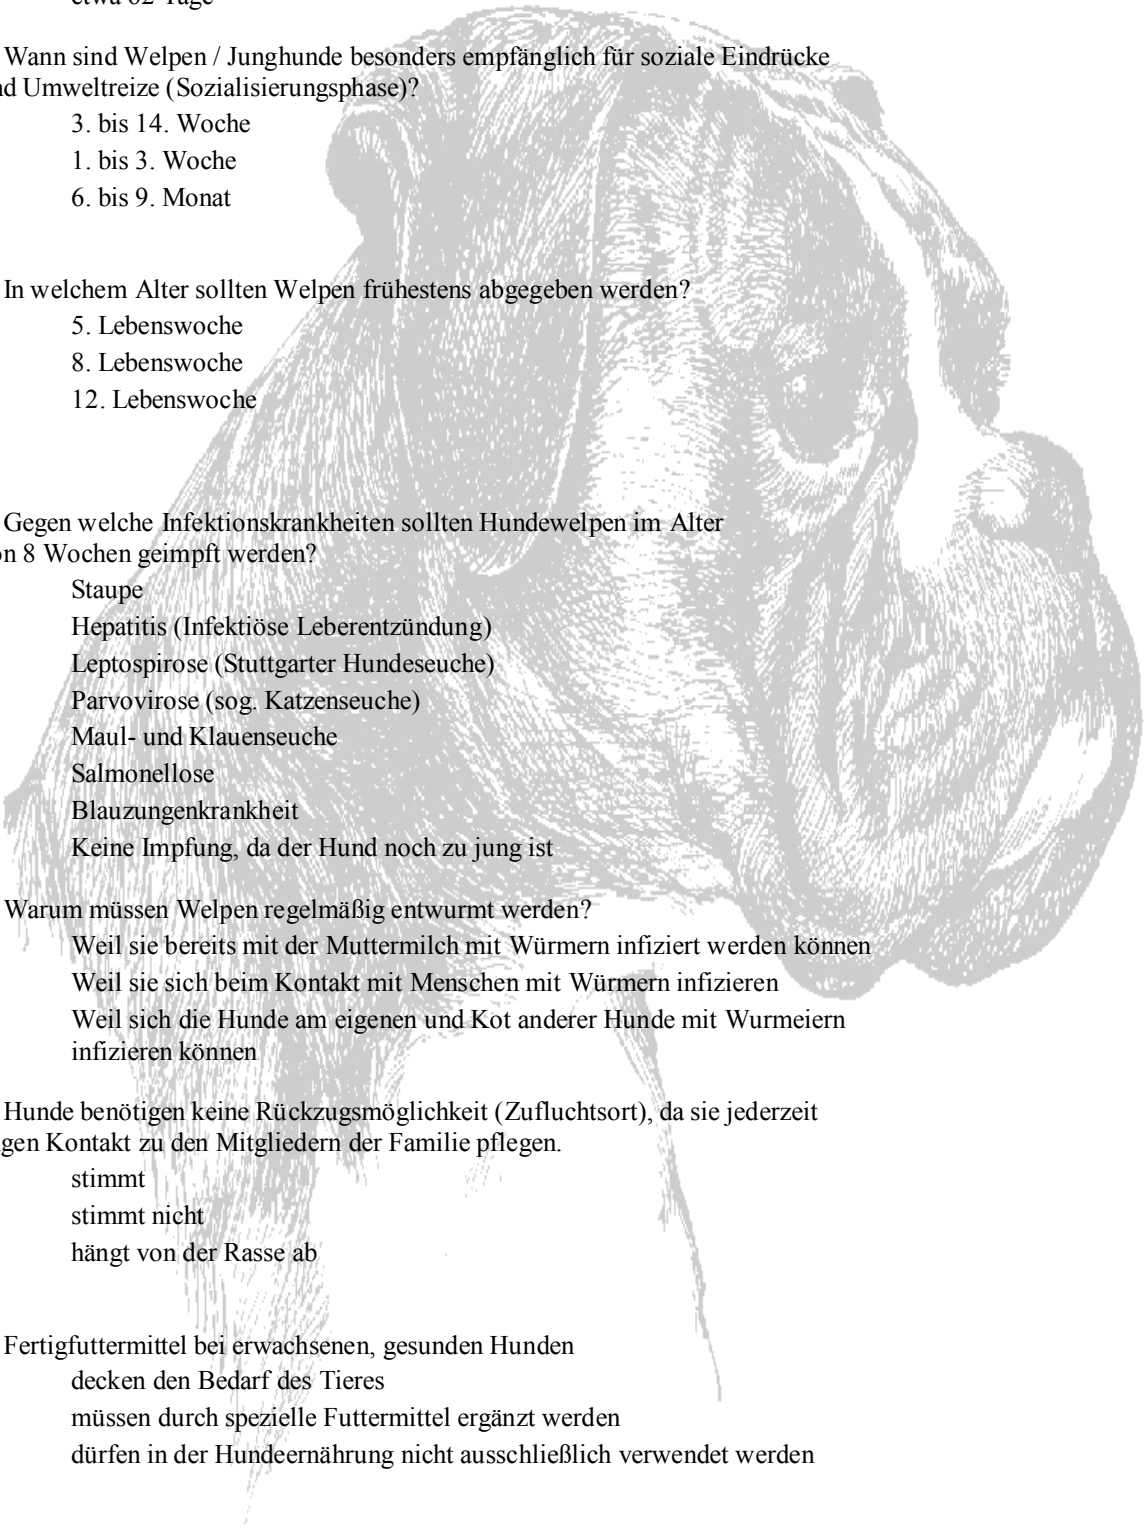 etwa 62 Tage
Wann sind Welpen / Junghunde besonders empfänglich für soziale Eindrücke
nd Umweltreize (Sozialisierungsphase)?
3. bis 14. Woche
1. bis 3. Woche
6. bis 9. Monat
In welchem Alter sollten Welpen frühestens abgegeben werden?
5. Lebenswoche
8. Lebenswoche
12. Lebenswoche
Gegen welche Infektionskrankheiten sollten Hundewelpen im Alter
on 8 Wochen geimpft werden?
Staupe
Hepatitis (Infektiöse Leberentzündung)
Leptospirose (Stuttgarter Hundeseuche)
Parvovirose (sog. Katzenseuche)
Maul- und Klauenseuche
Salmonellose
Blauzungenkrankheit
Keine Impfung, da der Hund noch zu jung ist
Warum müssen Welpen regelmäßig entwurmt werden?
Weil sie bereits mit der Muttermilch mit Würmern infiziert werden können
Weil sie sich beim Kontakt mit Menschen mit Würmern infizieren
Weil sich die Hunde am eigenen und Kot anderer Hunde mit Wurmeiern
infizieren können
Hunde benötigen keine Rückzugsmöglichkeit (Zufluchtsort), da sie jederzeit
gen Kontakt zu den Mitgliedern der Familie pflegen.
stimmt
stimmt nicht
hängt von der Rasse ab
Fertigfuttermittel bei erwachsenen, gesunden Hunden
decken den Bedarf des Tieres
müssen durch spezielle Futtermittel ergänzt werden
dürfen in der Hundeernährung nicht ausschließlich verwendet werden